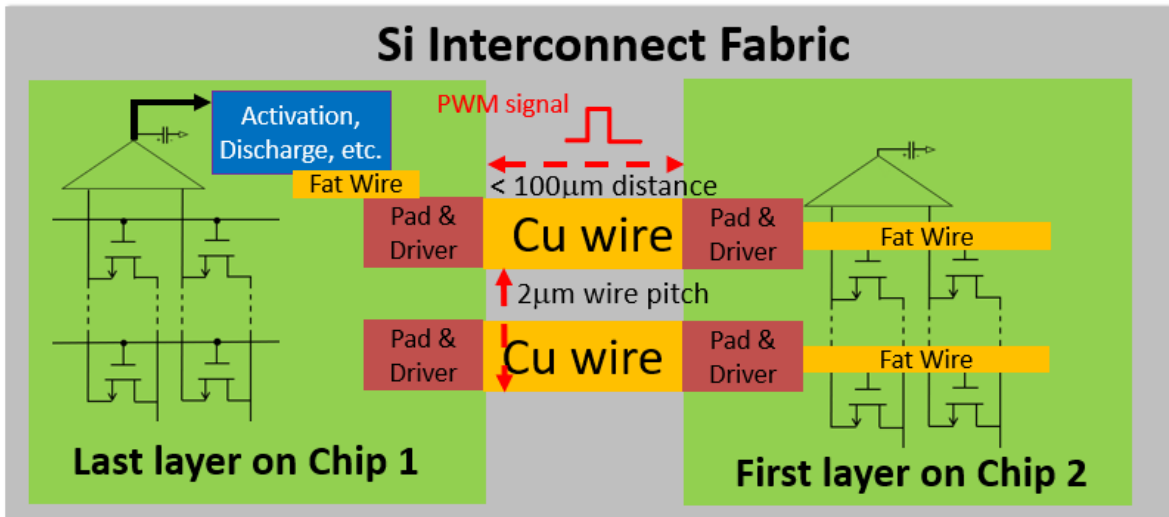 Si Interconnect Fabric
PWM signal
Activation,
Discharge, etc.
Fat Wire
< 100μm distance
Pad &
Driver
Cu wire
Pad &
Driver
Fat Wire
2μm wire pitch
Pad &
Driver
Cu wire
Pad &
Driver
Fat Wire
Last layer on Chip 1
First layer on Chip 2